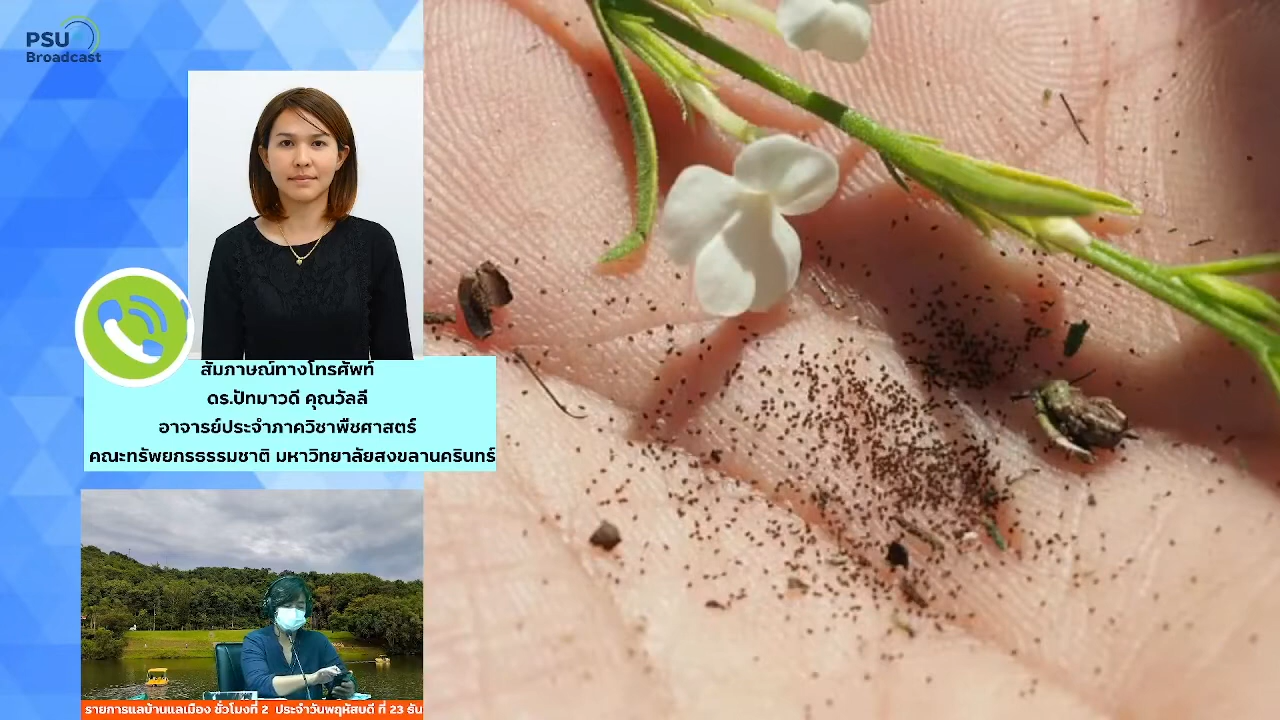 PSU
Broadcast
สัมภาษณ์ทางโทรศัพท์
ดร.ปัทมาวดี คุณวัลลี
อาจารย์ประจำภาควิชาพืชศาสตร์
คณะทรัพยกรธรรมชาติ มหาวิทยาลัยสงขลานครินทร์
รายการแลบ้านแลเมือง ชั่วโมงที่ 2 ประจำวันพฤหัสบดี ที่ 23 ธัน